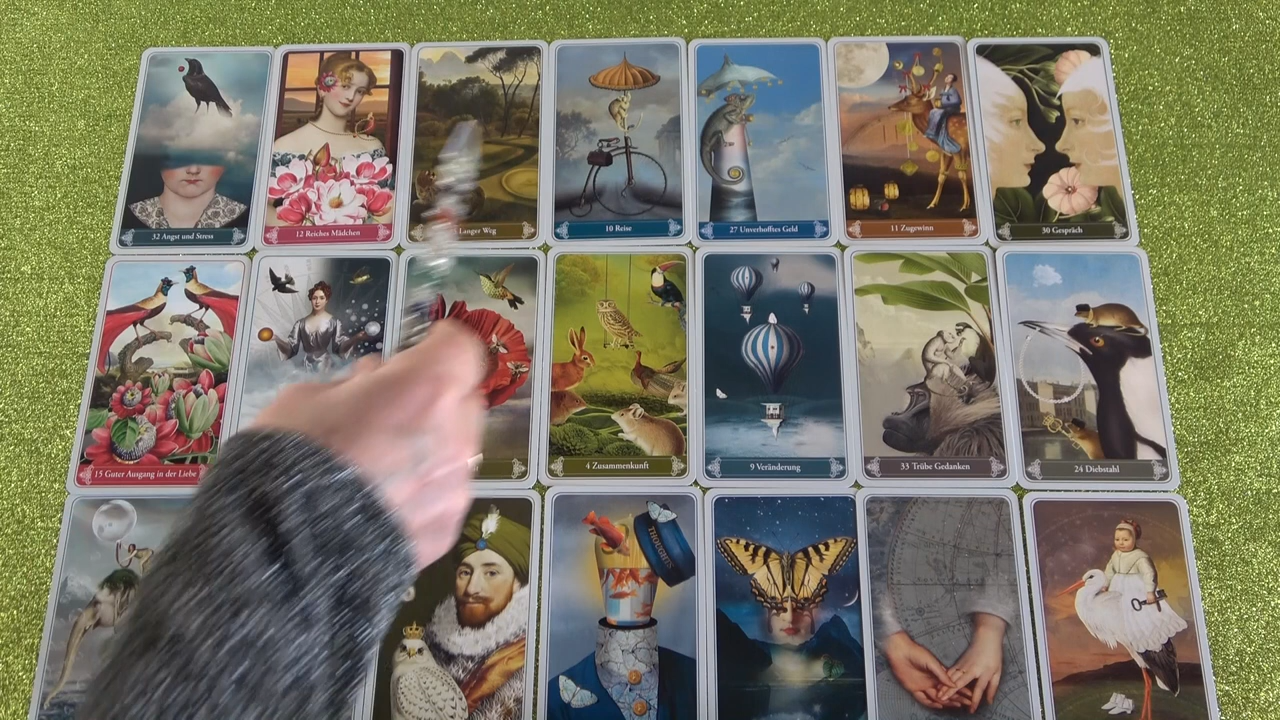 32 Angst und Stress
12 Reiches Mädchen
Langer Weg
10 Reise
27 Unverhofftes Geld
11 Zugewinn
30 Gespräch
15 Guter Ausgang in der Liebe
4 Zusammenkunft
9 Veränderung
33 Trübe Gedanken
24 Diebstahl
THOUGHTS